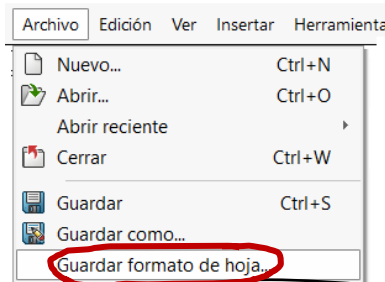 Archivo Edición Ver Insertar Herramienta
Nuevo... Ctrl+N
Abrir... Ctrl+O
Abrir reciente
Cerrar Ctrl+W
Guardar Ctrl+S
Guardar como...
Guardar formato de hoja...